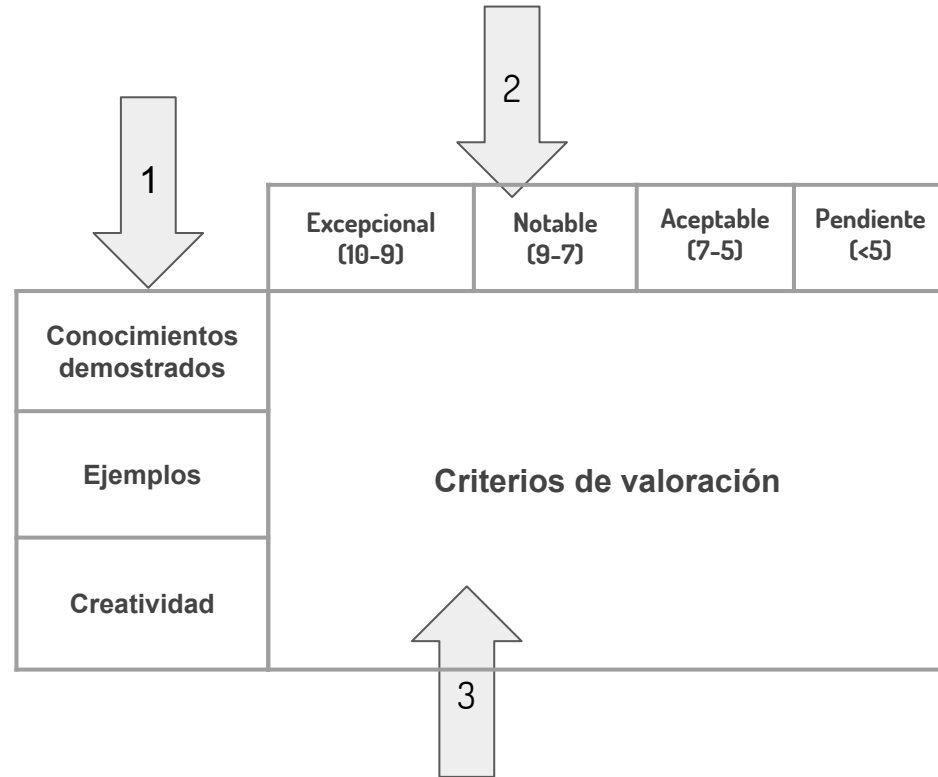 2
1
Excepcional
(10-9)
Notable
(9-7)
Aceptable
(7-5)
Pendiente
(<5)
Conocimientos
demostrados
Ejemplos
Criterios de valoración
Creatividad
3